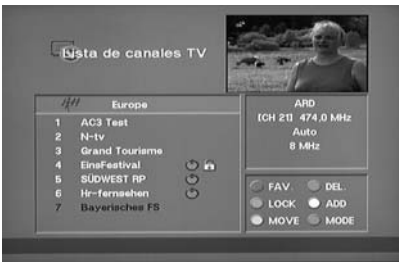 Lista de canales TV
Europe
1 AC3 Test
2 N-tv
3 Grand Tourisme
4 EinsFestival
5 SÜDWEST RP
6 Hr-fernsehen
7 Bayerisches FS
ARD
[CH 21] 474,0 MHz
Auto
8 MHz
FAV. DEL.
LOCK ADD
MOVE MODE